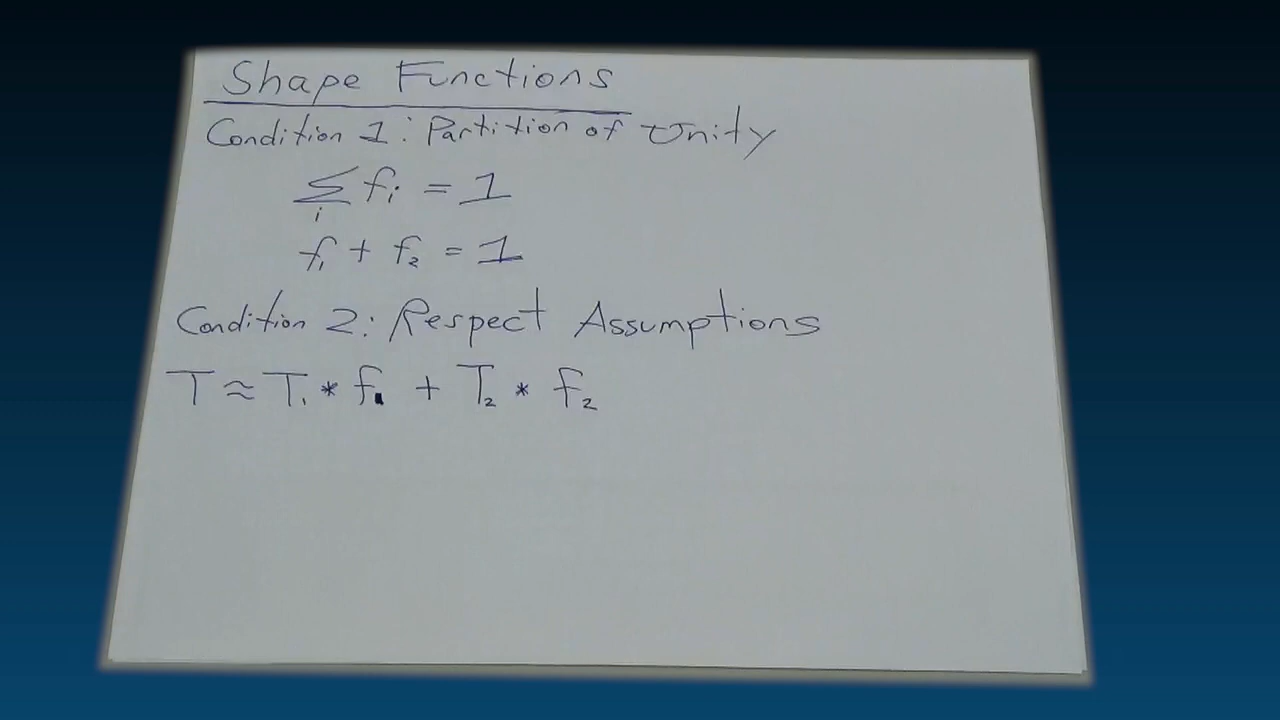 Shape Functions
Condition 1: Partition of Unity
∑ᵢ fᵢ = 1
f₁ + f₂ = 1
Condition 2: Respect Assumptions
T ≈ T₁ * f₁ + T₂ * f₂